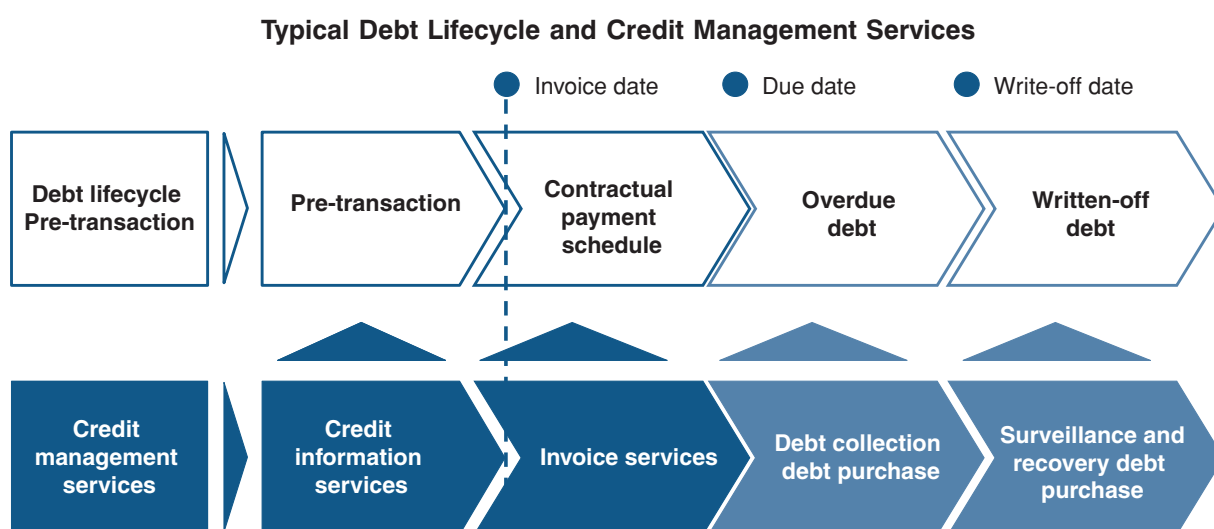 Typical Debt Lifecycle and Credit Management Services
Invoice date
Due date
Write-off date
Debt lifecycle
Pre-transaction
Pre-transaction
Contractual
payment
schedule
Overdue
debt
Written-off
debt
Credit
management
services
Credit
information
services
Invoice services
Debt collection
debt purchase
Surveillance and
recovery debt
purchase